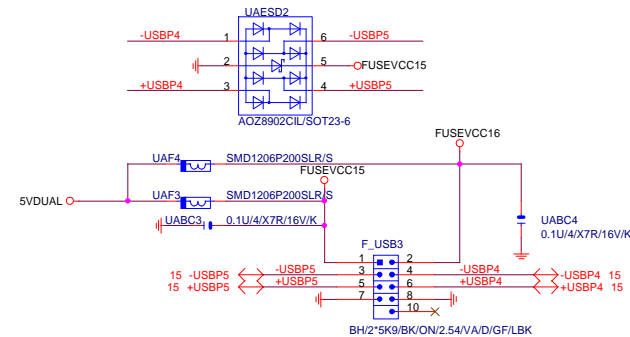 UAESD2
-USBP4 1 6 -USBP5
2 5 FUSEVCC15
+USBP4 3 4 +USBP5
AOZ8902CIL/SOT23-6
FUSEVCC16
UAF4 SMD1206P200SLR/S
FUSEVCC15
UAF3 SMD1206P200SLR/S
5VDUAL
UABC3 0.1U/4/X7R/16V/K
UABC4
0.1U/4/X7R/16V/K
F_USB3
1 2
15 -USBP5 -USBP5 3 4 -USBP4 -USBP4 15
15 +USBP5 +USBP5 5 6 +USBP4 +USBP4 15
7 8
10
BH/2*5K9/BK/ON/2.54/VA/D/GF/LBK